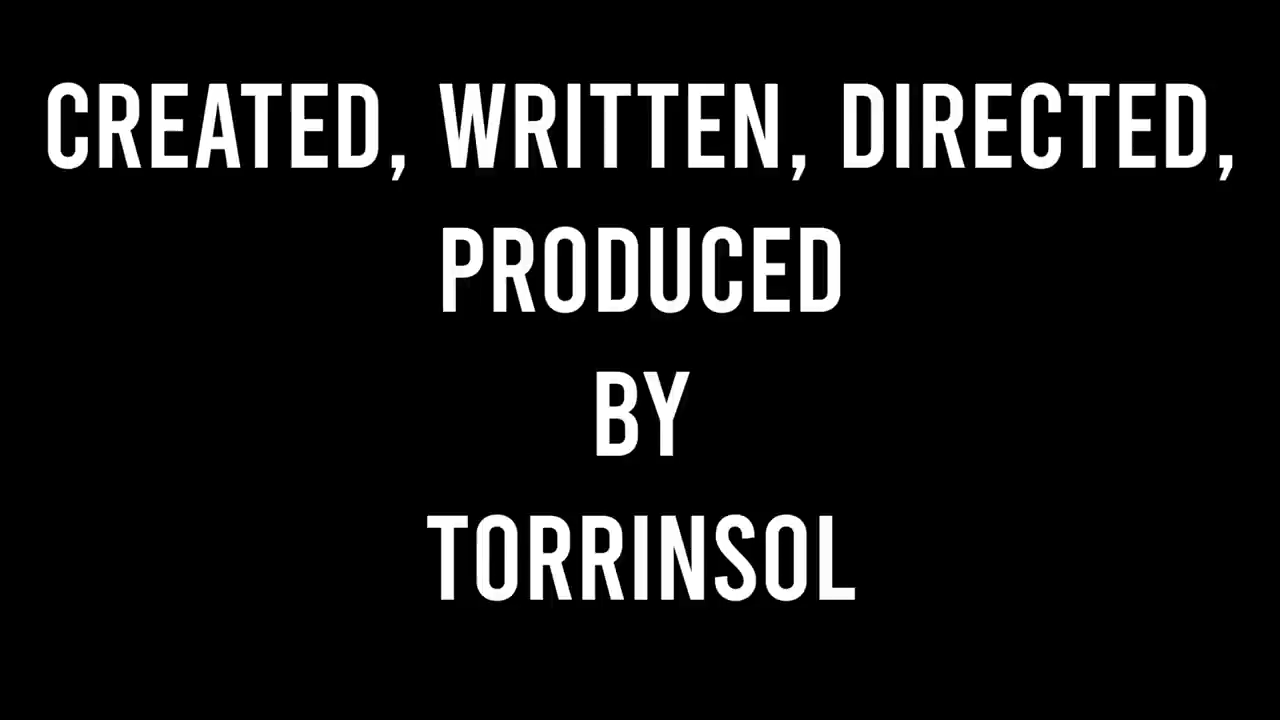 CREATED, WRITTEN, DIRECTED,
PRODUCED
BY
TORRINSOL